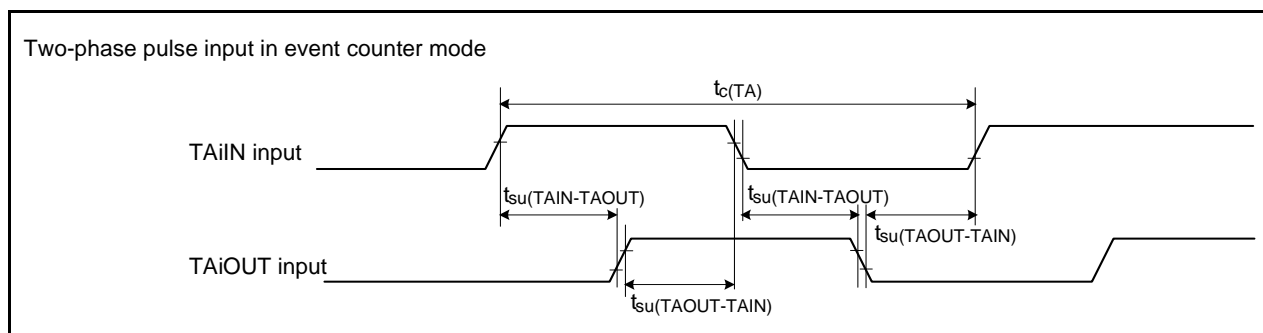 Two-phase pulse input in event counter mode
tc(TA)
TAiIN input
tsu(TAIN-TAOUT)
tsu(TAIN-TAOUT)
tsu(TAOUT-TAIN)
TAiOUT input
tsu(TAOUT-TAIN)